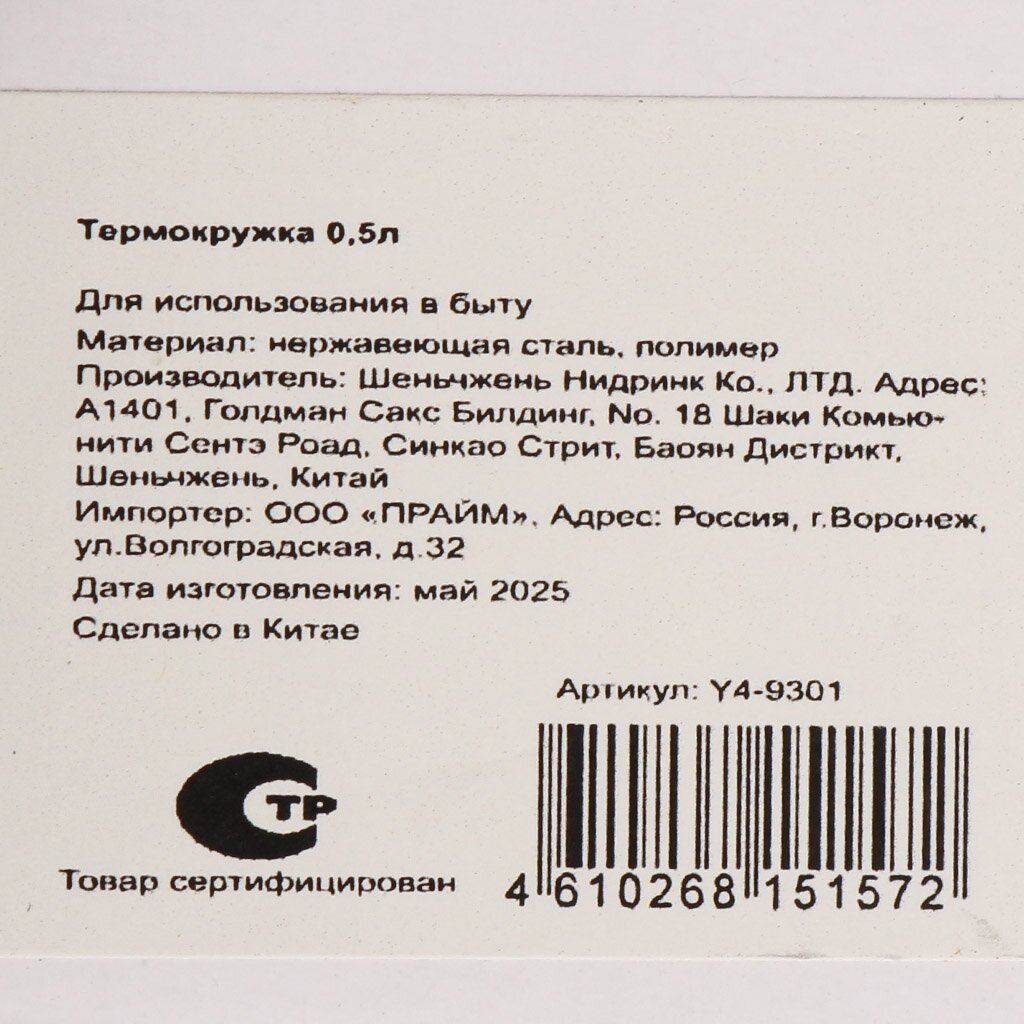 Термокружка 0,5л
Для использования в быту
Материал: нержавеющая сталь, полимер
Производитель: Шеньчжень Нидринк Ко., ЛТД. Адрес:
А1401, Голдман Сакс Билдинг, No. 18 Шаки Комью-
нити Сентэ Роад, Синкао Стрит, Баоян Дистрикт,
Шеньчжень, Китай
Импортер: ООО «ПРАЙМ», Адрес: Россия, г.Воронеж,
ул.Волгоградская, д.32
Дата изготовления: май 2025
Сделано в Китае
Артикул: Y4-9301
СТР
Товар сертифицирован
4 610268 151572